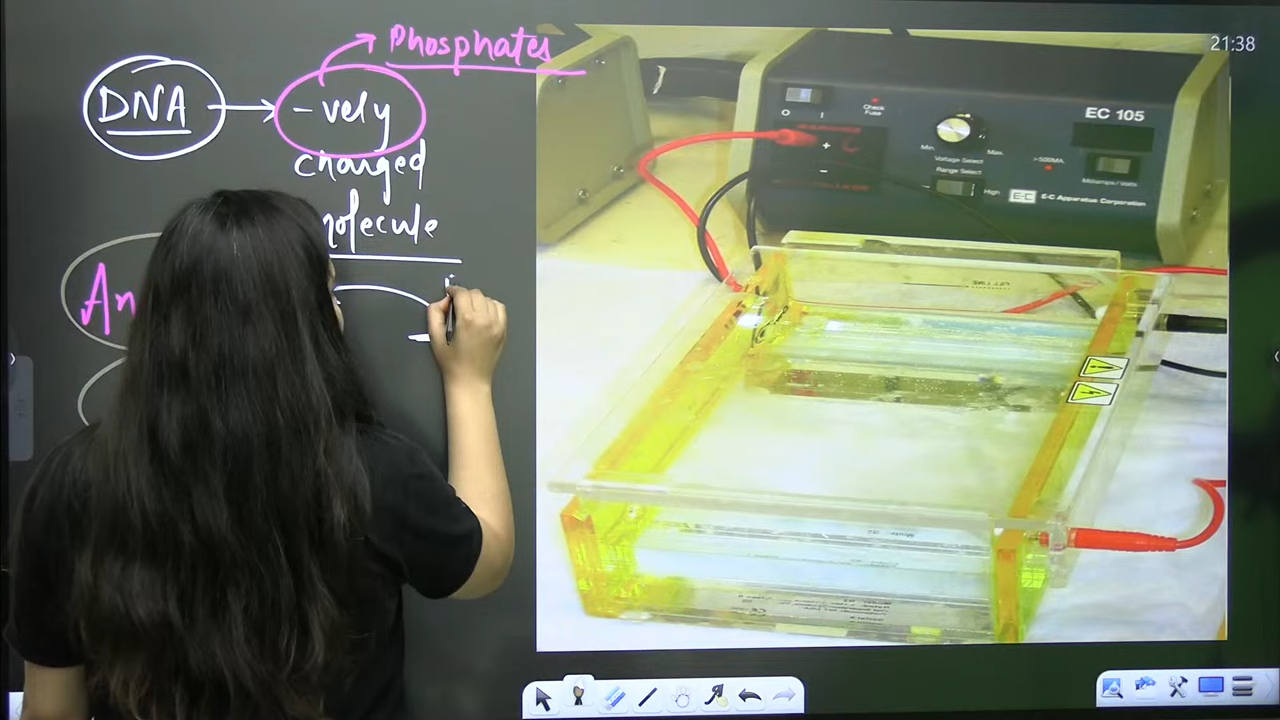 Phosphates
21:38
DNA → -vely
charged
molecule
An
+
EC 105
Check
Fuse
O I
+
-
Min. Max.
Voltage Select
Range Select
High
>500MA.
Milliamps/Volts
E-C E-C Apparatus Corporation